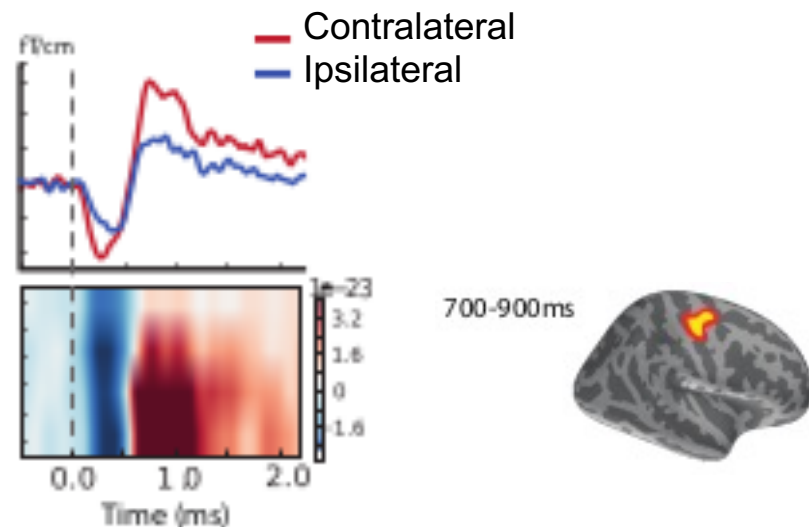 fT/cm
Contralateral
Ipsilateral
1e-23
3.2
1.6
0
-1.6
700-900ms
0.0
1.0
2.0
Time (ms)